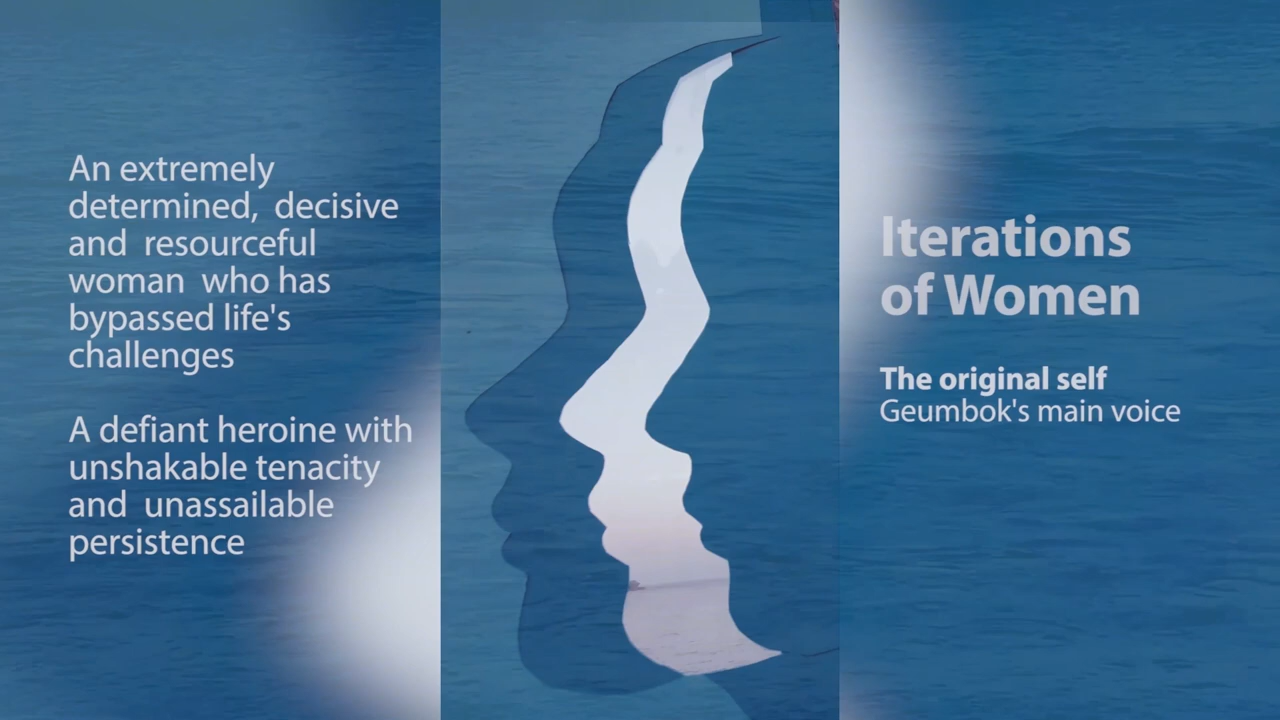 An extremely
determined,  decisive
and  resourceful
woman  who has
bypassed life's
challenges
A defiant heroine with
unshakable tenacity
and  unassailable
persistence
Iterations
of Women
The original self
Geumbok's main voice